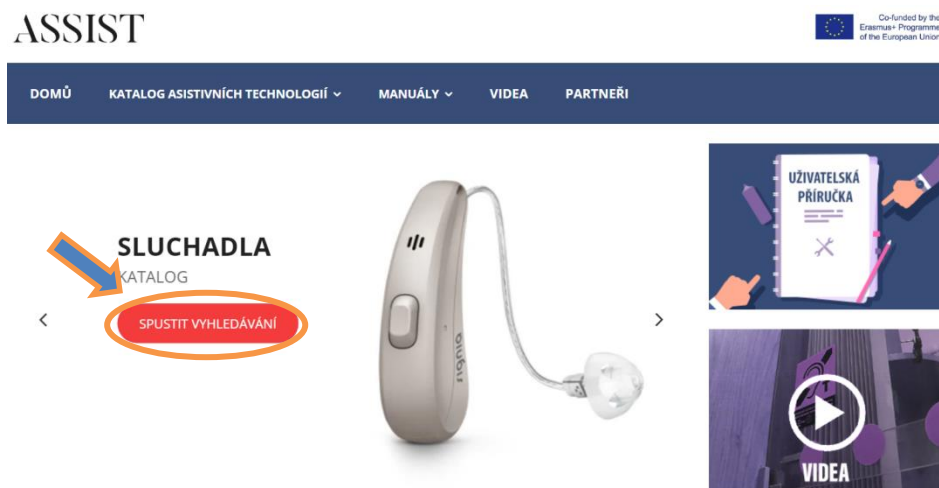 ASSIST
Co-funded by the
Erasmus+ Programme
of the European Union
DOMŮ
KATALOG ASISTIVNÍCH TECHNOLOGIÍ
MANUÁLY
VIDEA
PARTNEŘI
SLUCHADLA
KATALOG
SPUSTIT VYHLEDÁVÁNÍ
signia
UŽIVATELSKÁ
PŘÍRUČKA
VIDEA